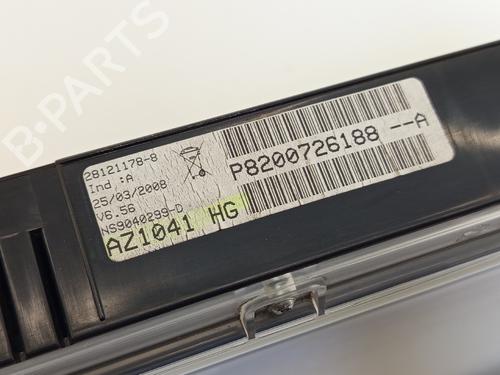 B-PARTS
28121178-8
Ind :A
25/03/2008
V6.56
NS9040299-D
AZ1041 HG
P8200726188 --A